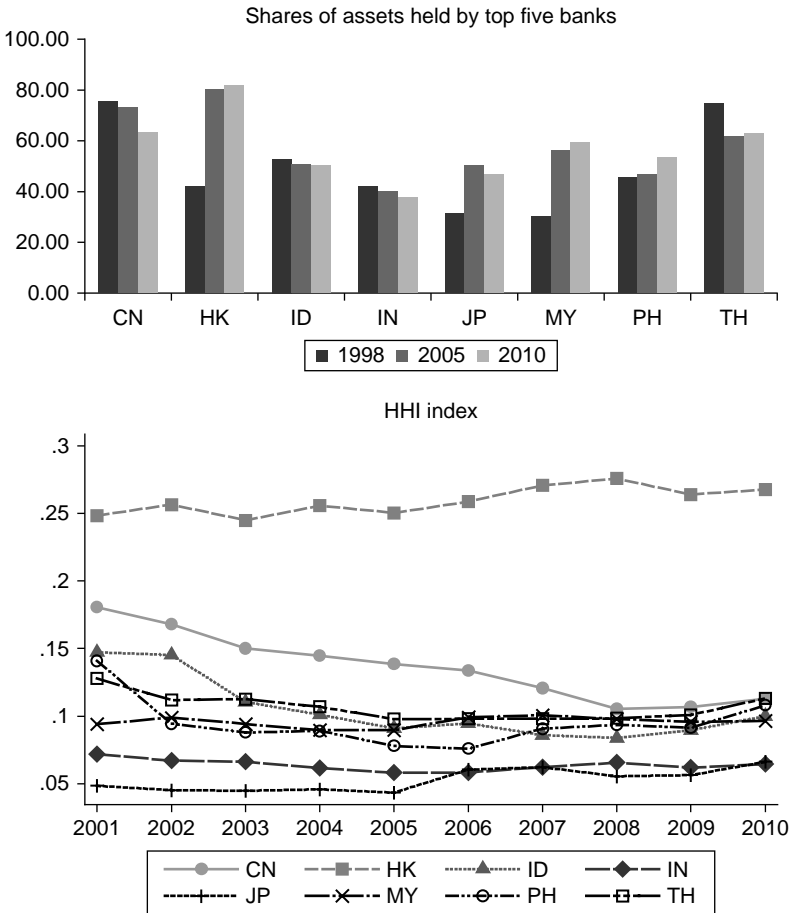 Shares of assets held by top five banks
100.00
80.00
60.00
40.00
20.00
0.00
CN HK ID IN JP MY PH TH
1998 2005 2010
HHI index
.3
.25
.2
.15
.1
.05
2001 2002 2003 2004 2005 2006 2007 2008 2009 2010
CN HK ID IN
JP MY PH TH